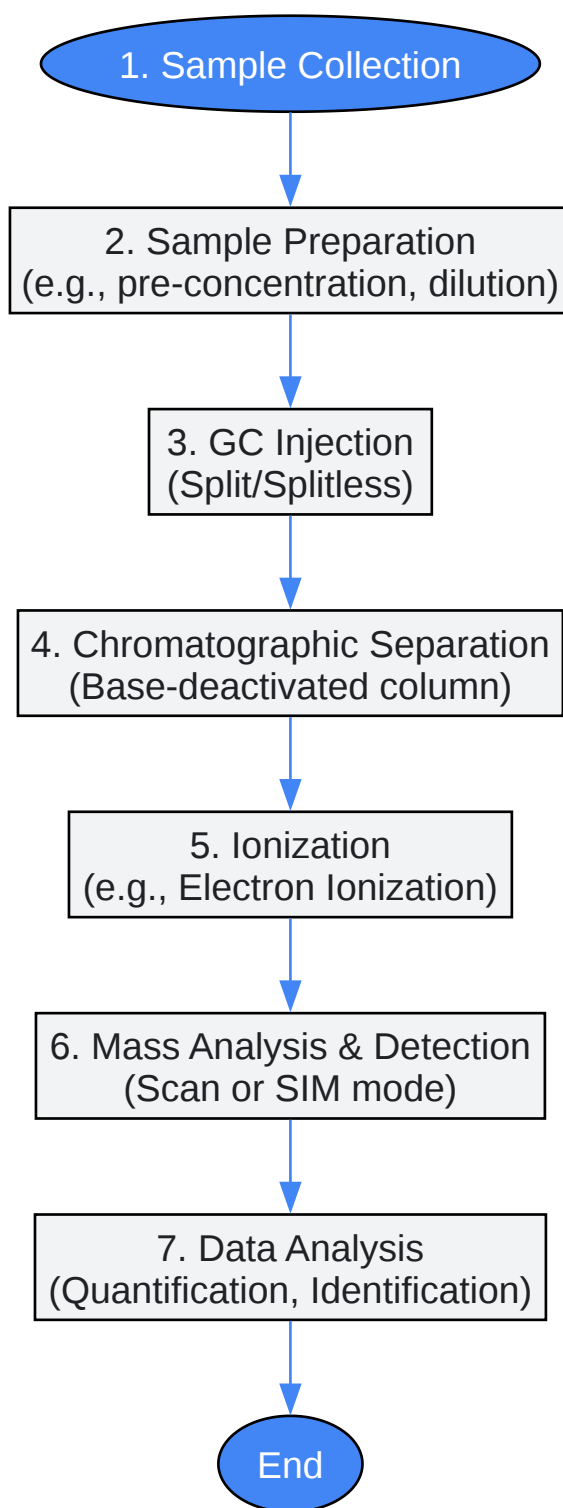 1. Sample Collection
2. Sample Preparation
(e.g., pre-concentration, dilution)
3. GC Injection
(Split/Splitless)
4. Chromatographic Separation
(Base-deactivated column)
5. Ionization
(e.g., Electron Ionization)
6. Mass Analysis & Detection
(Scan or SIM mode)
7. Data Analysis
(Quantification, Identification)
End